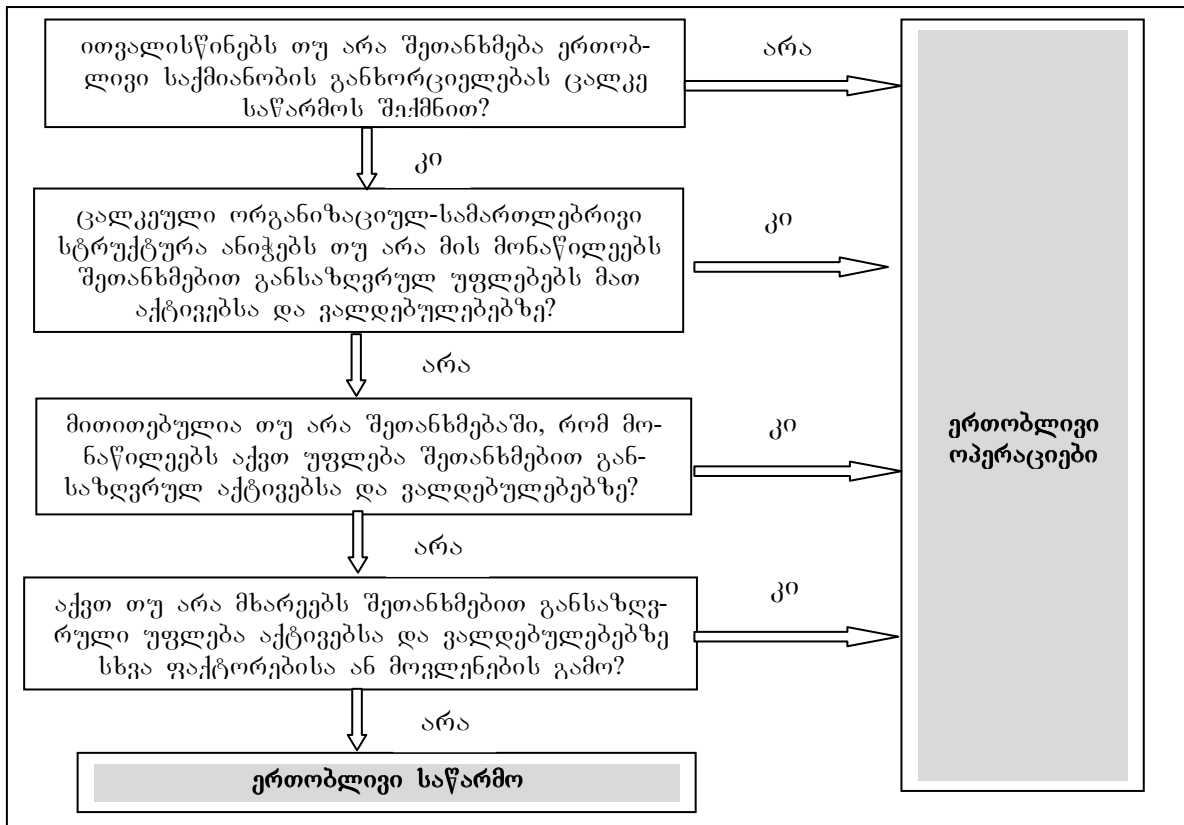 ითვალისწინებს თუ არა შეთანხმება ერთობ-
ლივი საქმიანობის განხორციელებას ცალკე
საწარმოს შექმნით?
არა
კი
ცალკეული ორგანიზაციულ-სამართლებრივი
სტრუქტურა ანიჭებს თუ არა მის მონაწილეებს
შეთანხმებით განსაზღვრულ უფლებებს მათ
აქტივებსა და ვალდებულებებზე?
კი
არა
მითითებულია თუ არა შეთანხმებაში, რომ მო-
ნაწილეებს აქვთ უფლება შეთანხმებით გან-
საზღვრულ აქტივებსა და ვალდებულებებზე?
კი
არა
აქვთ თუ არა მხარეებს შეთანხმებით განსაზღვ-
რული უფლება აქტივებსა და ვალდებულებებზე
სხვა ფაქტორებისა ან მოვლენების გამო?
კი
არა
ერთობლივი საწარმო
ერთობლივი
ოპერაციები